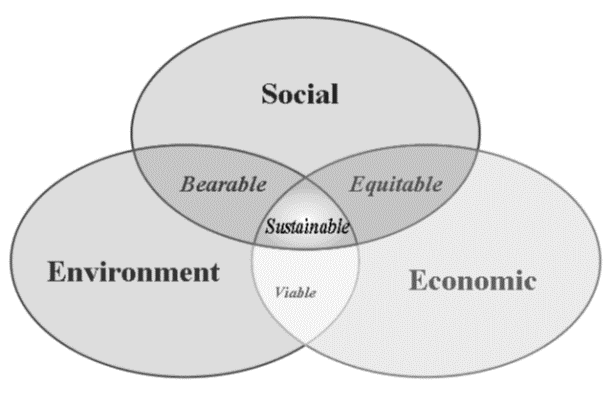 Social
Bearable
Equitable
Sustainable
Environment
Economic
Viable